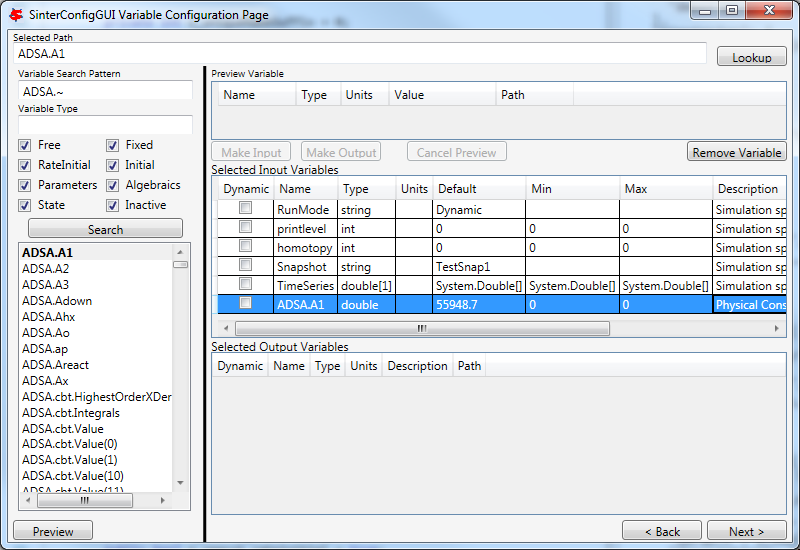 SinterConfigGUI Variable Configuration Page
Selected Path
ADSA.A1
Lookup
Variable Search Pattern
ADSA.~
Variable Type
Free
Fixed
RateInitial
Initial
Parameters
Algebraics
State
Inactive
Search
ADSA.A1
ADSA.A2
ADSA.A3
ADSA.Adown
ADSA.Ahx
ADSA.Ao
ADSA.ap
ADSA.Areact
ADSA.Ax
ADSA.cbt.HighestOrderXDer
ADSA.cbt.Integrals
ADSA.cbt.Value
ADSA.cbt.Value(0)
ADSA.cbt.Value(1)
ADSA.cbt.Value(10)
ADSA.cbt.Value(11)
Preview
Preview Variable
Name Type Units Value Path
Make Input Make Output Cancel Preview Remove Variable
Selected Input Variables
Dynamic Name Type Units Default Min Max Description
RunMode string Dynamic Simulation sp
printlevel int 0 0 0 Simulation sp
homotopy int 0 0 0 Simulation sp
Snapshot string TestSnap1 Simulation sp
TimeSeries double[1] System.Double[] System.Double[] System.Double[] Simulation sp
ADSA.A1 double 55948.7 0 0 Physical Cons
Selected Output Variables
Dynamic Name Type Units Description Path
< Back Next >